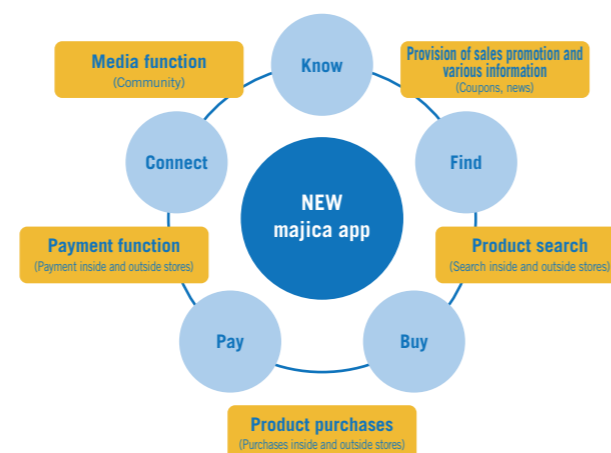 Know
Media function
(Community)
Provision of sales promotion and
various information
(Coupons, news)
Connect
Find
NEW
majica app
Payment function
(Payment inside and outside stores)
Product search
(Search inside and outside stores)
Pay
Buy
Product purchases
(Purchases inside and outside stores)